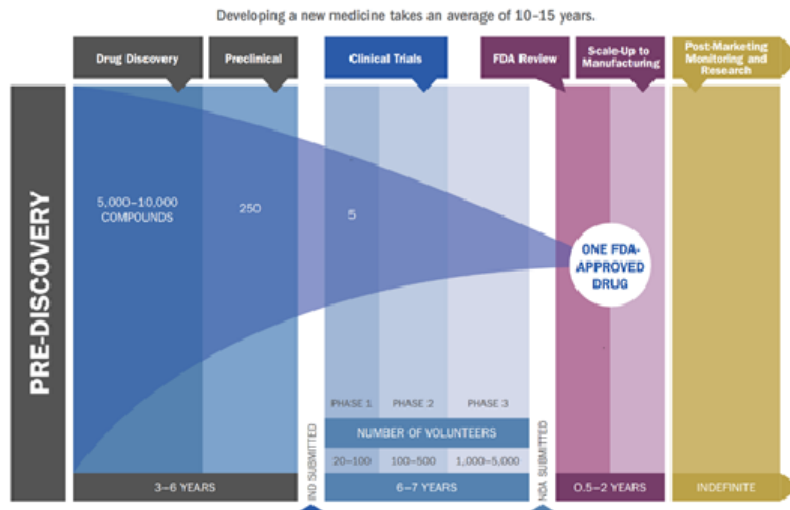 Developing a new medicine takes an average of 10–15 years.
Drug Discovery
Preclinical
Clinical Trials
FDA Review
Scale-Up to
Manufacturing
Post-Marketing
Monitoring and
Research
PRE-DISCOVERY
5,000–10,000
COMPOUNDS
250
5
ONE FDA-
APPROVED
DRUG
PHASE 1
PHASE 2
PHASE 3
NUMBER OF VOLUNTEERS
20–100
100–500
1,000–5,000
IND SUBMITTED
NDA SUBMITTED
3–6 YEARS
6–7 YEARS
0.5–2 YEARS
INDEFINITE